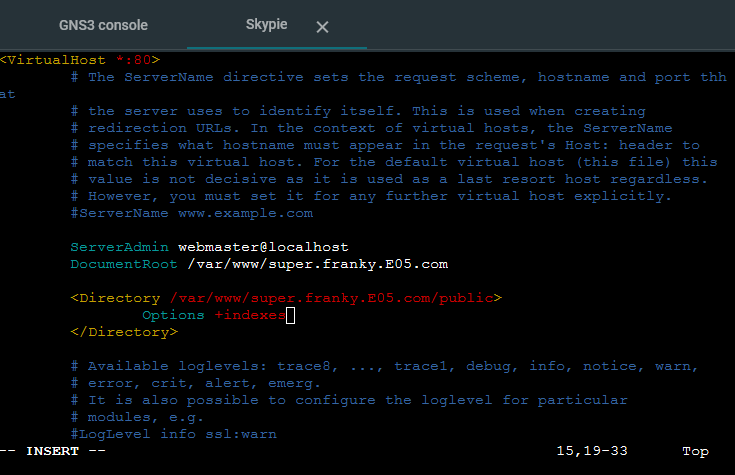 GNS3 console Skypie ×
<VirtualHost *:80>
# The ServerName directive sets the request scheme, hostname and port thh
at
# the server uses to identify itself. This is used when creating
# redirection URLs. In the context of virtual hosts, the ServerName
# specifies what hostname must appear in the request's Host: header to
# match this virtual host. For the default virtual host (this file) this
# value is not decisive as it is used as a last resort host regardless.
# However, you must set it for any further virtual host explicitly.
#ServerName www.example.com
ServerAdmin webmaster@localhost
DocumentRoot /var/www/super.franky.E05.com
<Directory /var/www/super.franky.E05.com/public>
Options +indexes
</Directory>
# Available loglevels: trace8, ..., trace1, debug, info, notice, warn,
# error, crit, alert, emerg.
# It is also possible to configure the loglevel for particular
# modules, e.g.
#LogLevel info ssl:warn
-- INSERT -- 15,19-33 Top